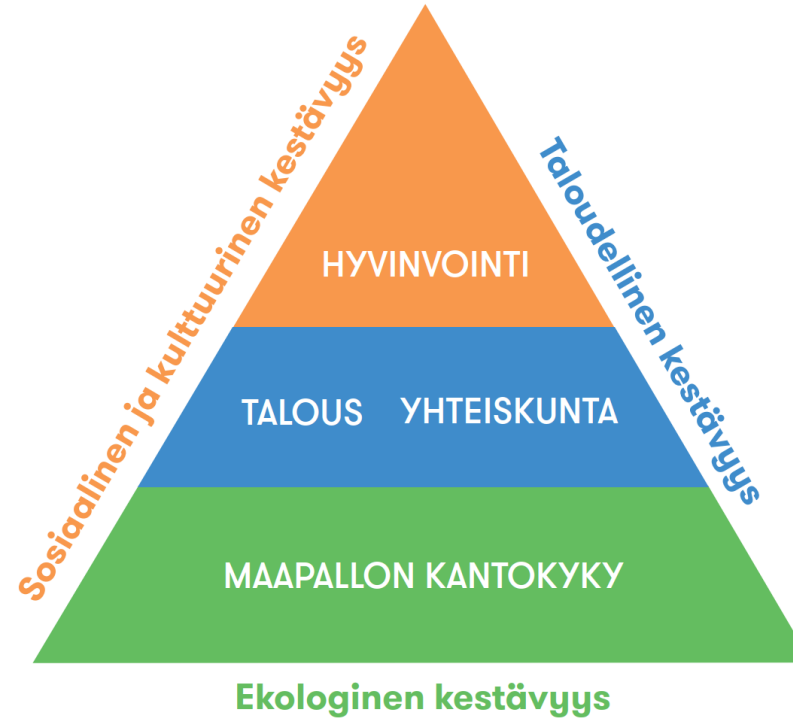 Sosiaalinen ja kulttuurinen kestävyys
Taloudellinen kestävyys
HYVINVOINTI
TALOUS YHTEISKUNTA
MAAPALLON KANTOKYKY
Ekologinen kestävyys